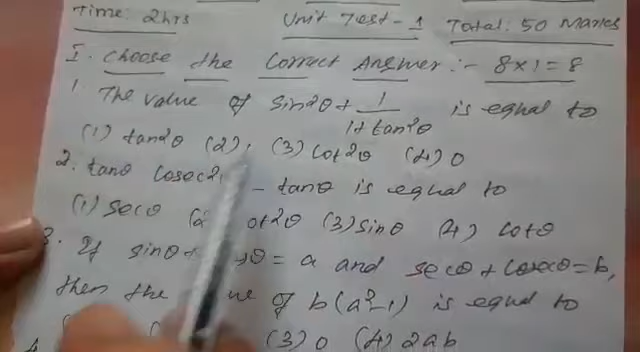 Time: 2hrs Unit Test-1 Total: 50 Marks
I. Choose the Correct Answer:- 8×1=8
1. The value of sin²θ + 1/(1+tan²θ) is equal to
(1) tan²θ (2) 1 (3) cot²θ (4) 0
2. tanθ cosec² - tanθ is equal to
(1) secθ ot²θ (3) sinθ (4) cotθ
3. If sinθ+ θ = a and secθ + cosecθ = b,
then the of b(a²-1) is equal to
(3) 0 (4) 2ab